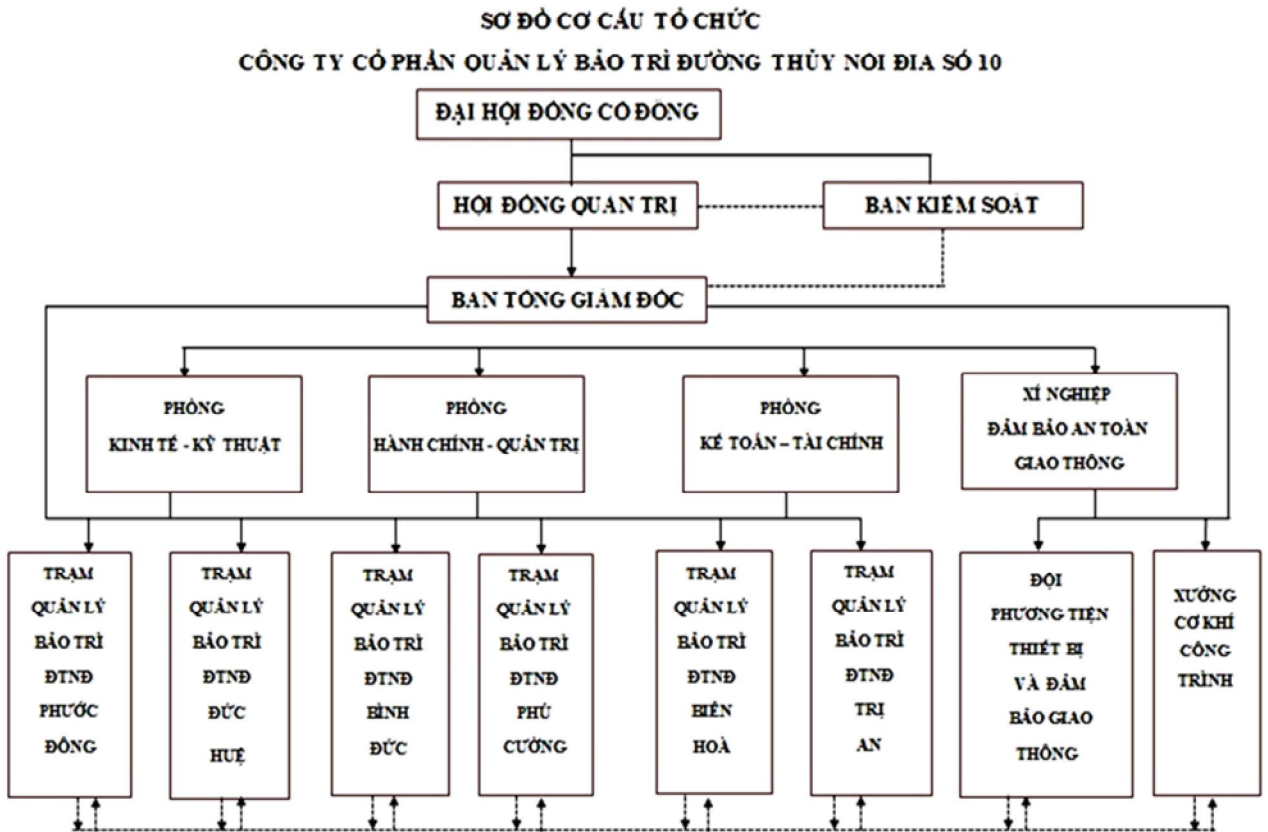 SƠ ĐỒ CƠ CẤU TỔ CHỨC
CÔNG TY CỔ PHẦN QUẢN LÝ BẢO TRÌ ĐƯỜNG THỦY NỘI ĐỊA SỐ 10
ĐẠI HỘI ĐỒNG CỔ ĐÔNG
HỘI ĐỒNG QUẢN TRỊ
BAN KIỂM SOÁT
BAN TỔNG GIÁM ĐỐC
PHÒNG
KINH TẾ - KỸ THUẬT
PHÒNG
HÀNH CHÍNH - QUẢN TRỊ
PHÒNG
KẾ TOÁN – TÀI CHÍNH
XÍ NGHIỆP
ĐẢM BẢO AN TOÀN
GIAO THÔNG
TRẠM
QUẢN LÝ
BẢO TRÌ
ĐTNĐ
PHƯỚC
ĐÔNG
TRẠM
QUẢN LÝ
BẢO TRÌ
ĐTNĐ
ĐỨC
HUỆ
TRẠM
QUẢN LÝ
BẢO TRÌ
ĐTNĐ
BÌNH
ĐỨC
TRẠM
QUẢN LÝ
BẢO TRÌ
ĐTNĐ
PHÚ
CƯỜNG
TRẠM
QUẢN LÝ
BẢO TRÌ
ĐTNĐ
BIÊN
HOÀ
TRẠM
QUẢN LÝ
BẢO TRÌ
ĐTNĐ
TRỊ
AN
ĐỘI
PHƯƠNG TIỆN
THIẾT BỊ
VÀ ĐẢM
BẢO GIAO
THÔNG
XƯỞNG
CƠ KHÍ
CÔNG
TRÌNH